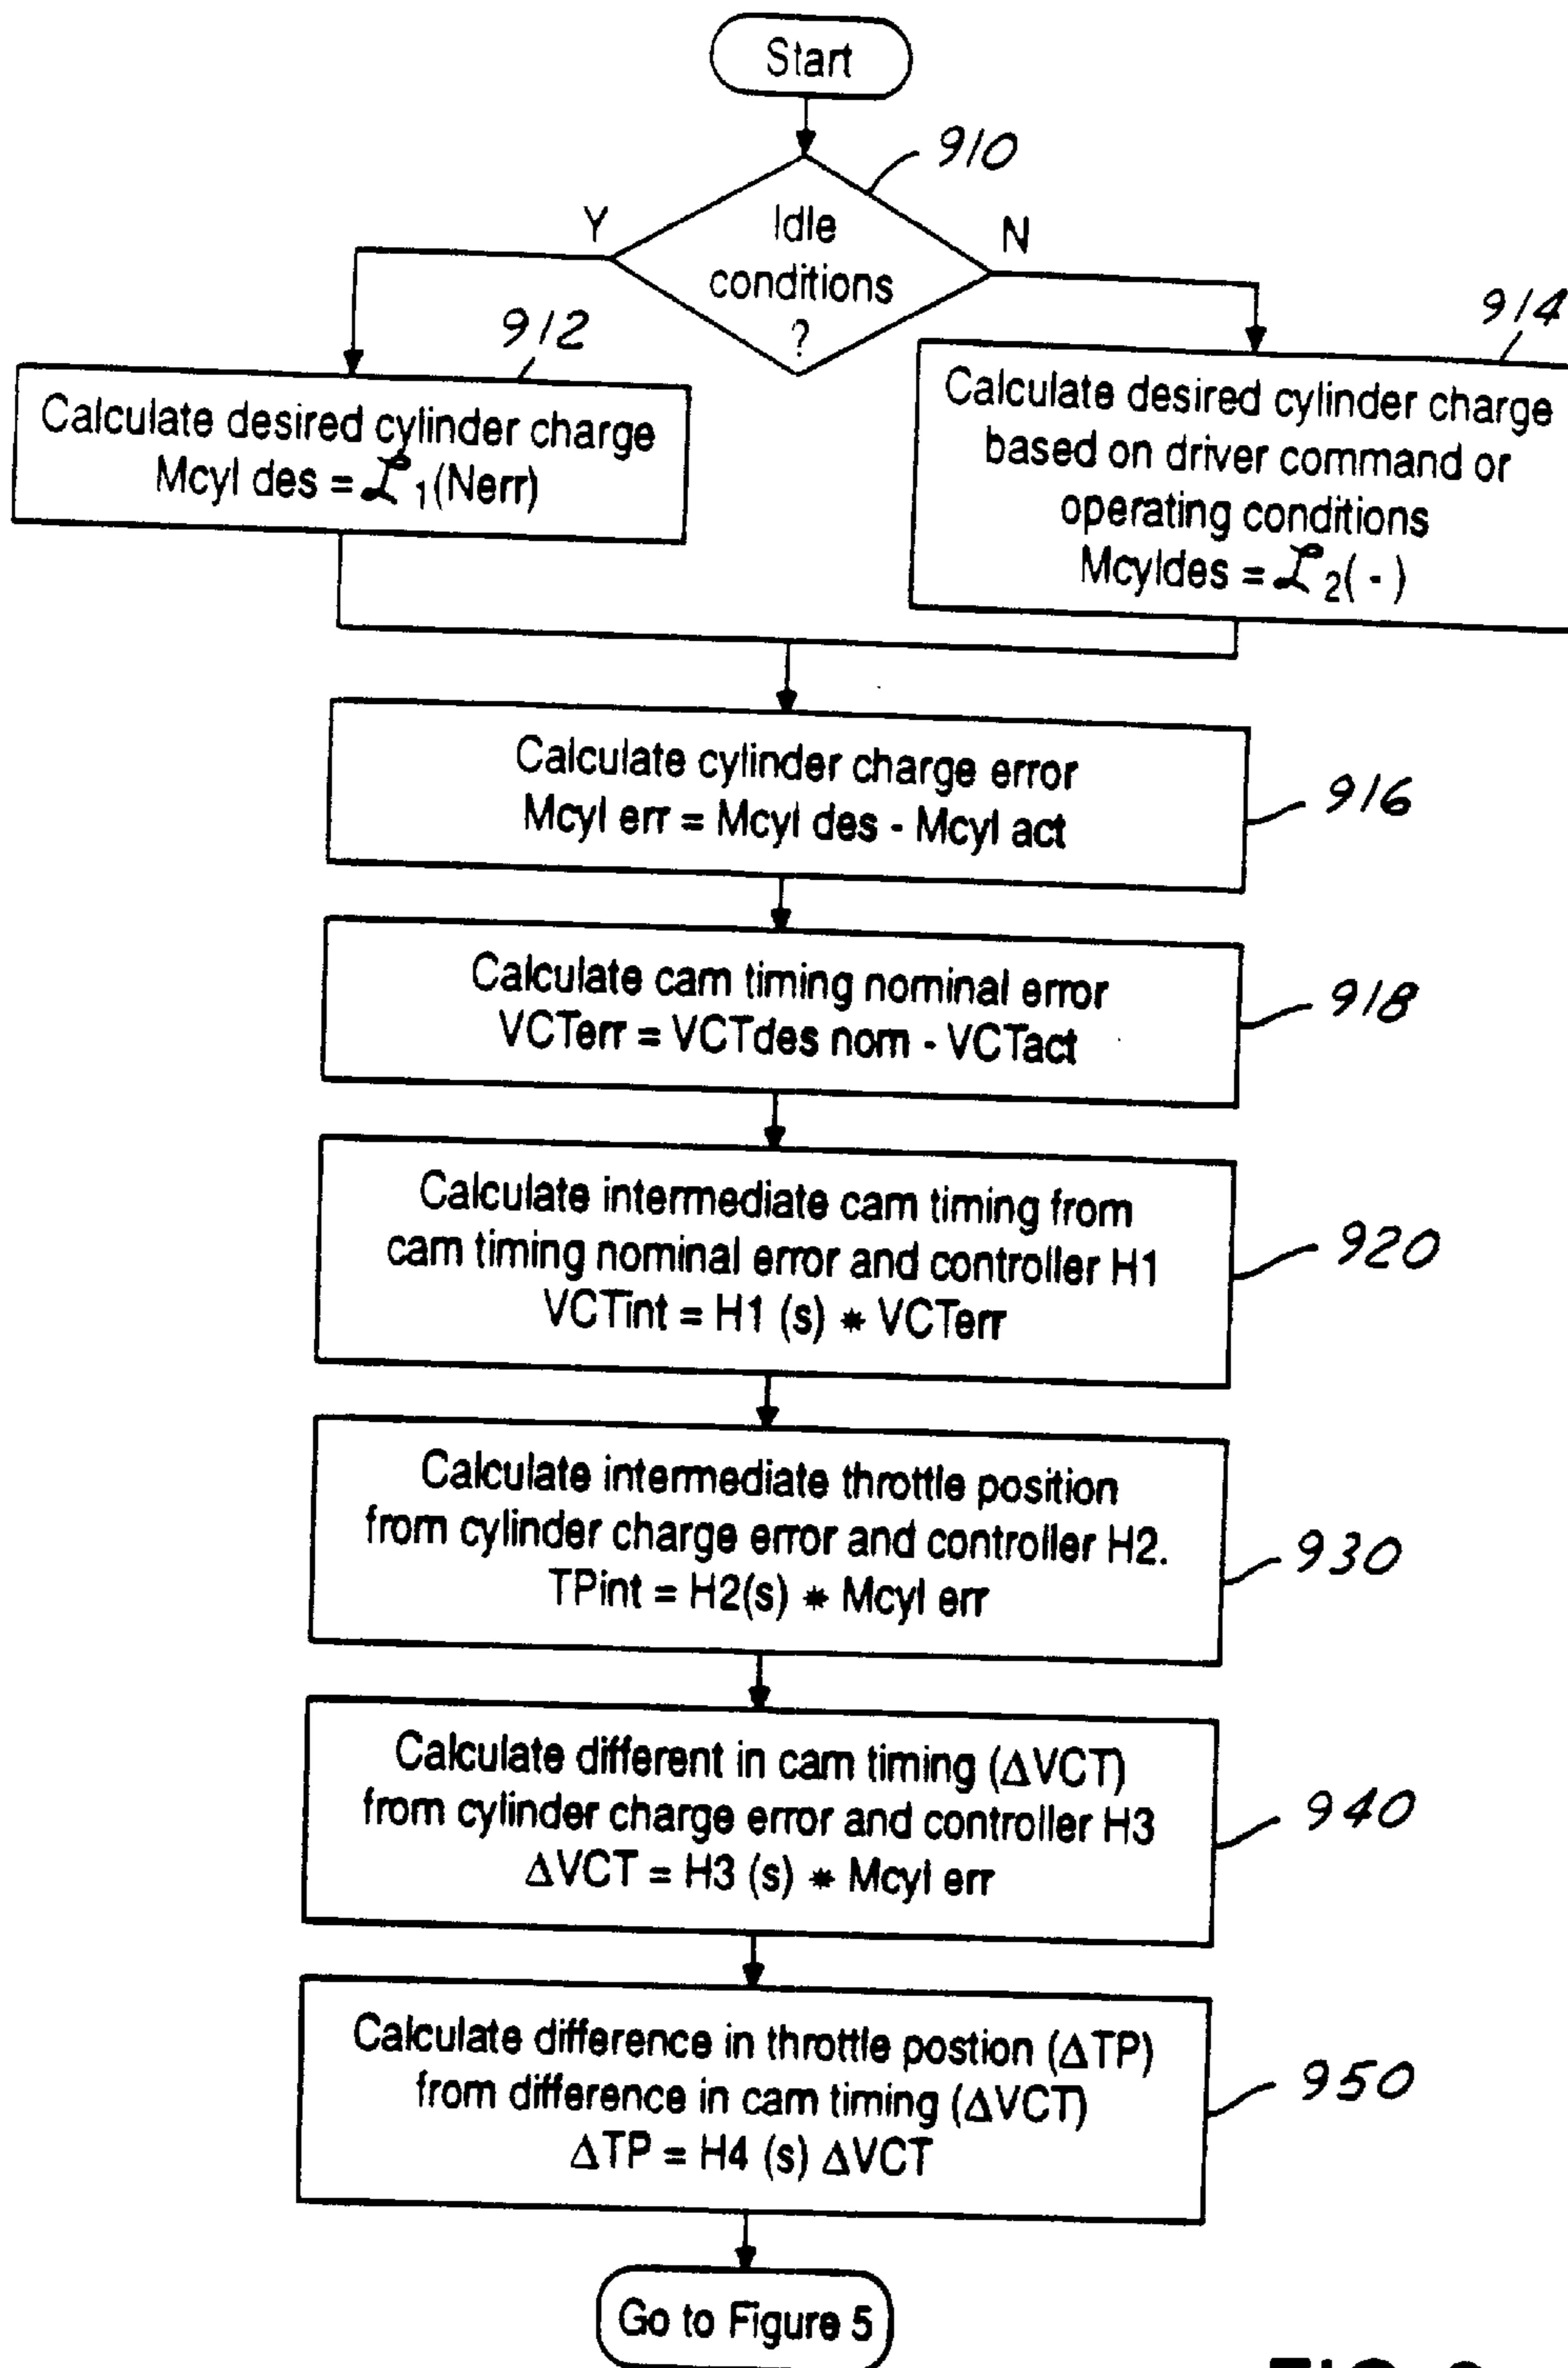 Start
910
Y
Idle
conditions
?
N
912
914
Calculate desired cylinder charge
Mcyl des = ℒ1(Nerr)
Calculate desired cylinder charge
based on driver command or
operating conditions
Mcyldes = ℒ2( - )
Calculate cylinder charge error
Mcyl err = Mcyl des - Mcyl act
916
Calculate cam timing nominal error
VCTerr = VCTdes nom - VCTact
918
Calculate intermediate cam timing from
cam timing nominal error and controller H1
VCTint = H1 (s) * VCTerr
920
Calculate intermediate throttle position
from cylinder charge error and controller H2.
TPint = H2(s) * Mcyl err
930
Calculate different in cam timing (ΔVCT)
from cylinder charge error and controller H3
ΔVCT = H3 (s) * Mcyl err
940
Calculate difference in throttle postion (ΔTP)
from difference in cam timing (ΔVCT)
ΔTP = H4 (s) ΔVCT
950
Go to Figure 5